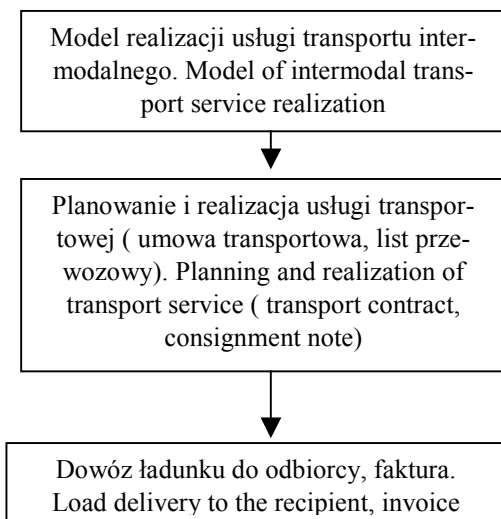 Model realizacji usługi transportu inter-
modalnego. Model of intermodal trans-
port service realization
Planowanie i realizacja usługi transpor-
towej ( umowa transportowa, list prze-
wozowy). Planning and realization of
transport service ( transport contract,
consignment note)
Dowóz ładunku do odbiorcy, faktura.
Load delivery to the recipient, invoice